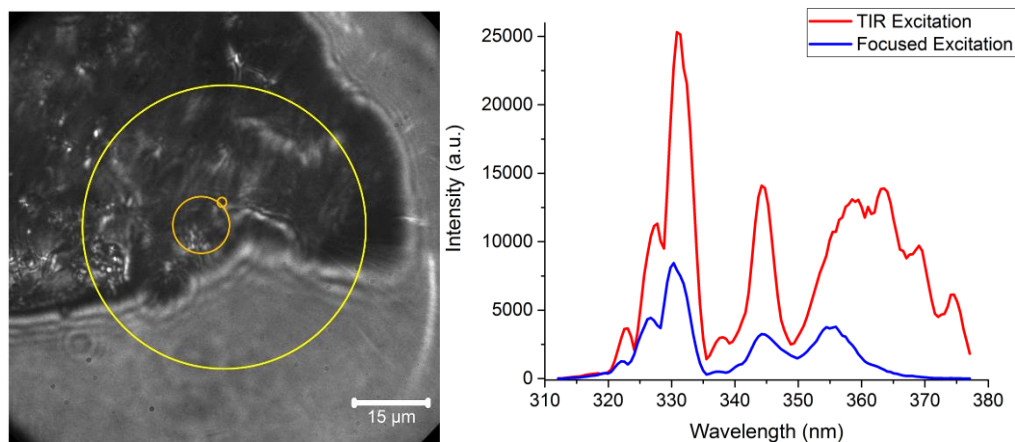 15 µm
TIR Excitation
Focused Excitation
Intensity (a.u.)
25000
20000
15000
10000
5000
0
310 320 330 340 350 360 370 380
Wavelength (nm)